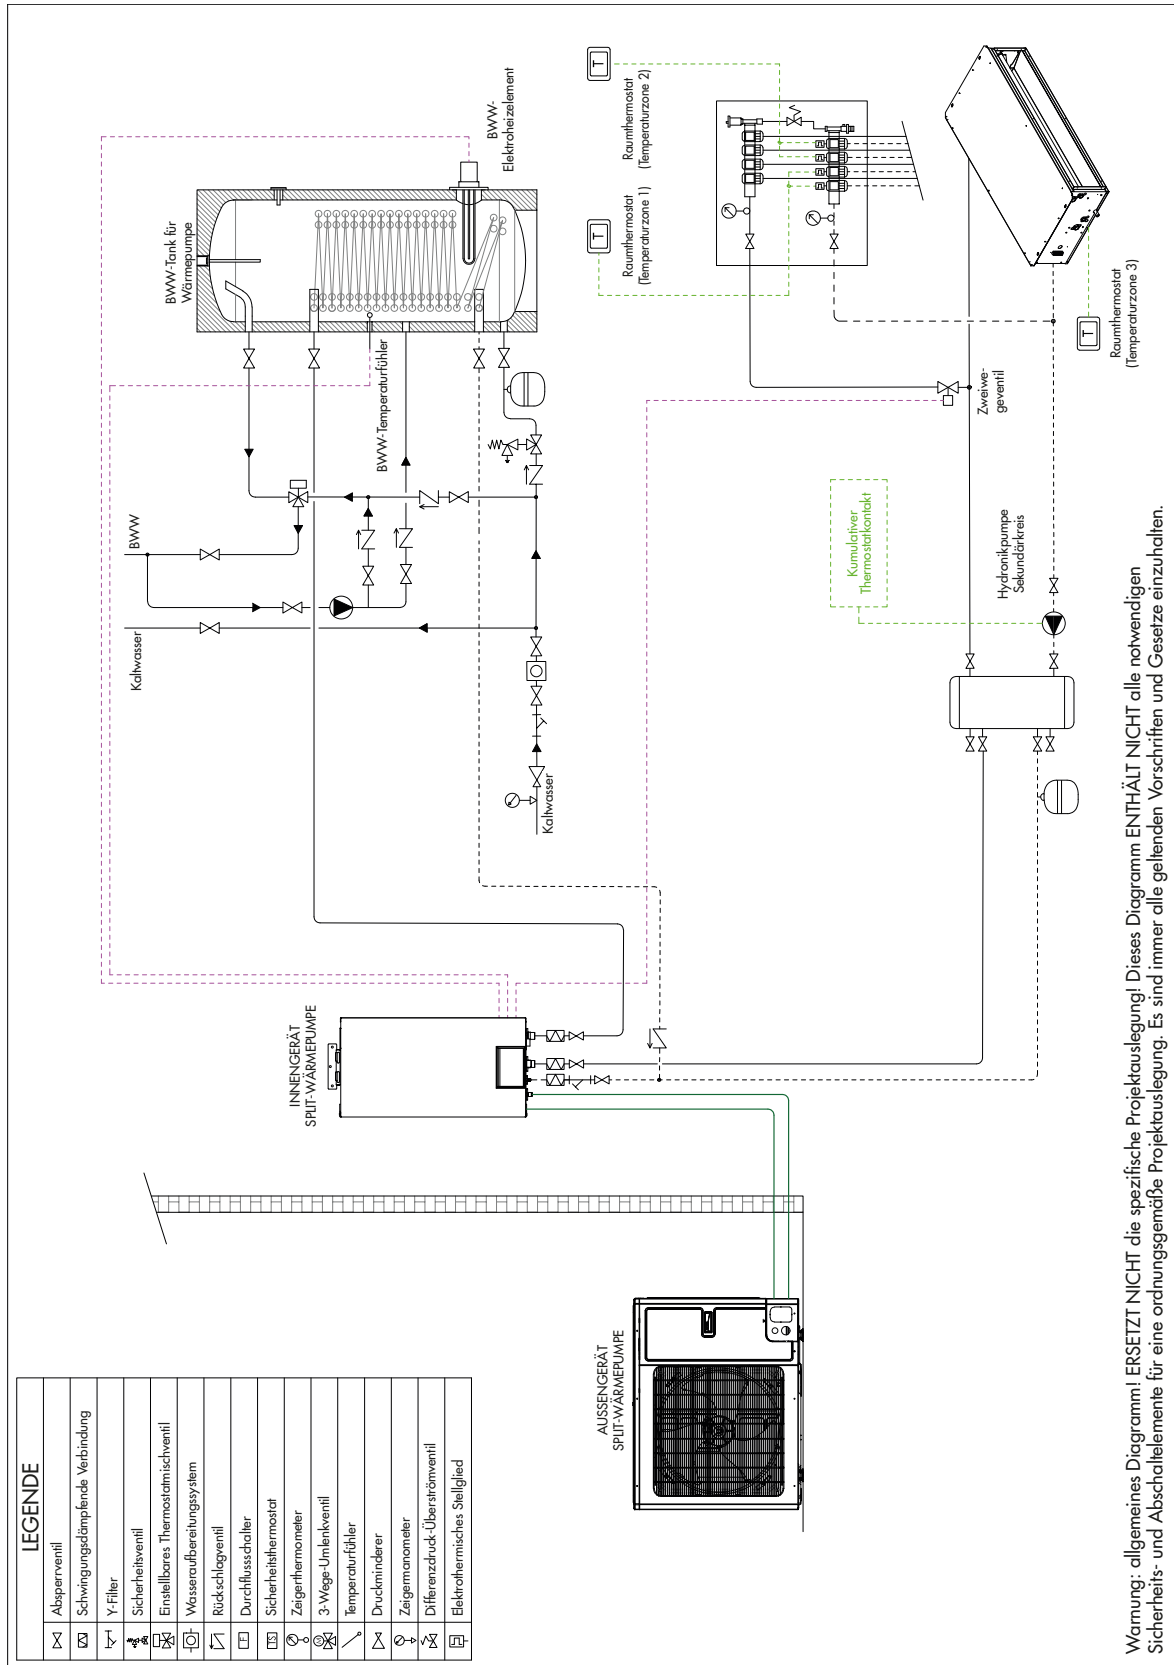 LEGENDE
Absperrventil
Schwingungsdämpfende Verbindung
Y-Filter
Sicherheitsventil
Einstellbares Thermostatmischventil
Wasseraufbereitungssystem
Rückschlagventil
F
Durchflussschalter
TS
Sicherheitsthermostat
Zeigerthermometer
M
3-Wege-Umlenkventil
Temperaturfühler
Druckminderer
Zeigermanometer
Differenzdruck-Überströmventil
Elektrothermisches Stellglied
AUSSENGERÄT
SPLIT-WÄRMEPUMPE
INNENGERÄT
SPLIT-WÄRMEPUMPE
Kaltwasser
BWW
Kaltwasser
BWW-Tank für
Wärmepumpe
BWW-Temperaturfühler
BWW-
Elektroheizelement
T
Raumthermostat
(Temperaturzone 2)
T
Raumthermostat
(Temperaturzone 1)
T
Raumthermostat
(Temperaturzone 3)
Zweiwe-
geventil
Kumulativer
Thermostatkontakt
Hydronikpumpe
Sekundärkreis
Warnung: allgemeines Diagramm! ERSETZT NICHT die spezifische Projektauslegung! Dieses Diagramm ENTHÄLT NICHT alle notwendigen
Sicherheits- und Abschaltelemente für eine ordnungsgemäße Projektauslegung. Es sind immer alle geltenden Vorschriften und Gesetze einzuhalten.